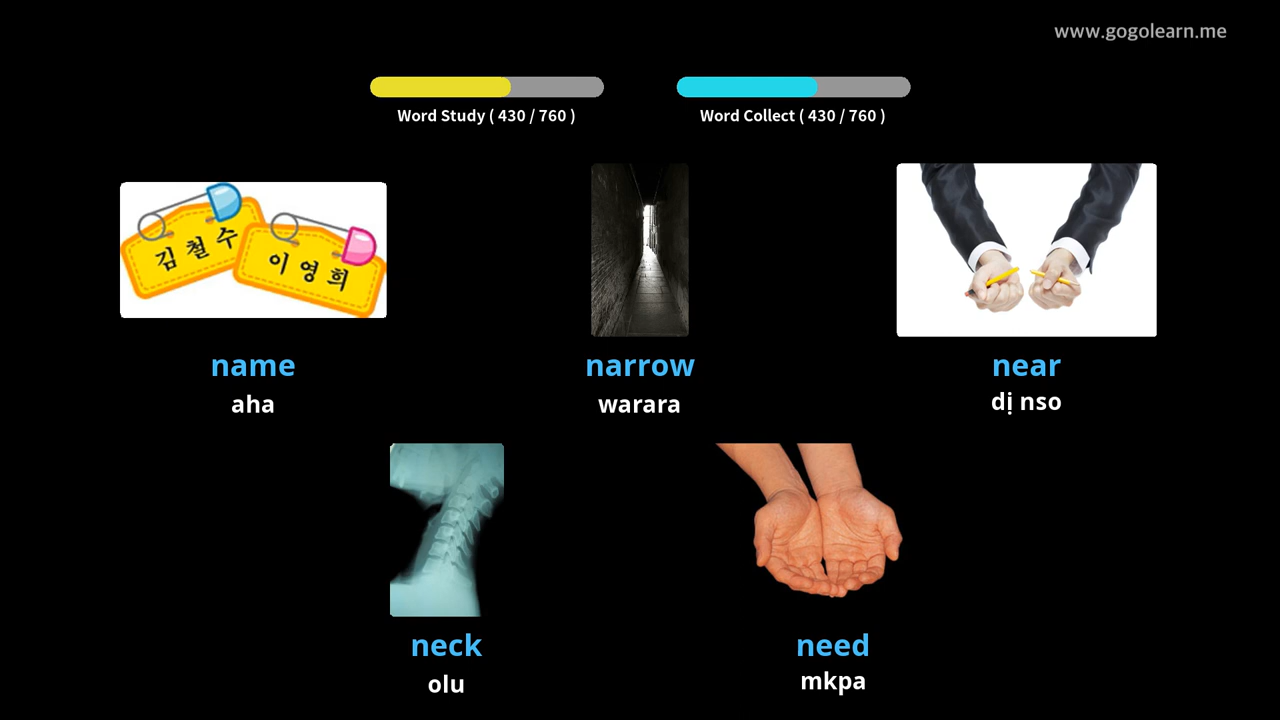 www.gogolearn.me
Word Study ( 430 / 760 )
Word Collect ( 430 / 760 )
김철수
이영희
name
aha
narrow
warara
near
dị nso
neck
olu
need
mkpa